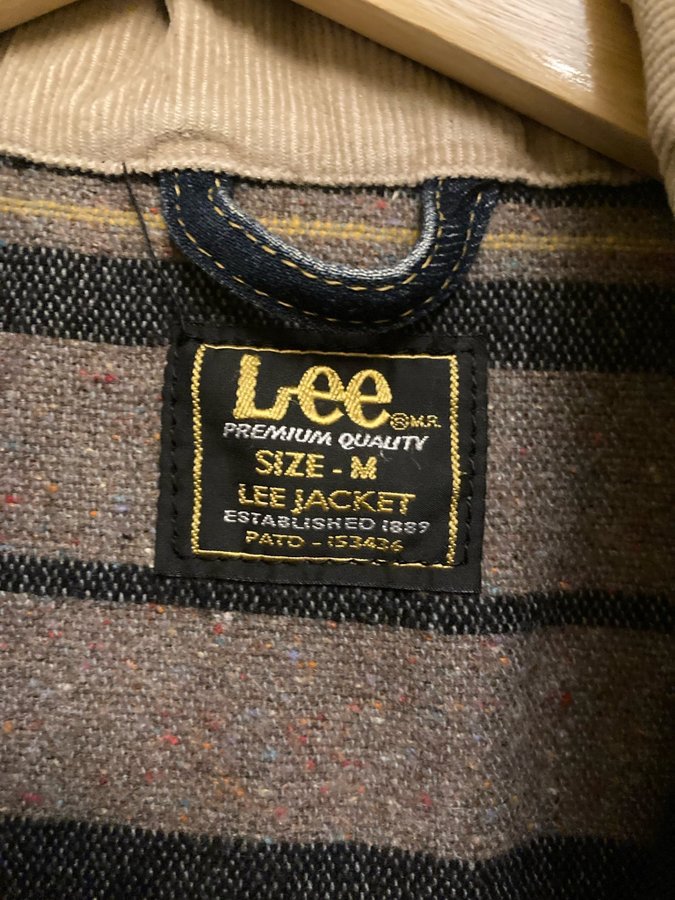 Lee ® M.R.
PREMIUM QUALITY
SIZE - M
LEE JACKET
ESTABLISHED 1889
PATD - 153436